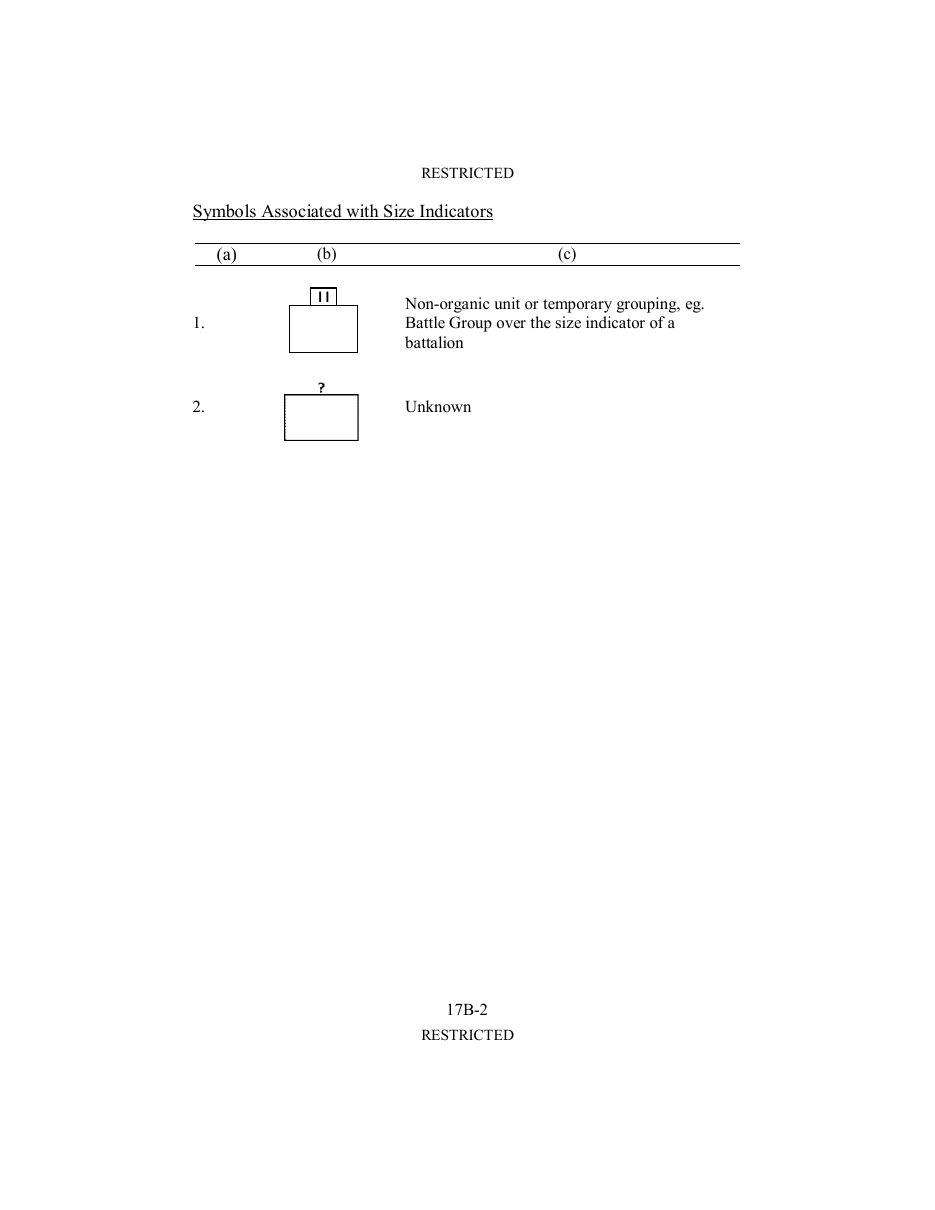 RESTRICTED
Symbols Associated with Size Indicators
(a) (b) (c)
II
1. Non-organic unit or temporary grouping, eg.
Battle Group over the size indicator of a
battalion
?
2. Unknown
17B-2
RESTRICTED